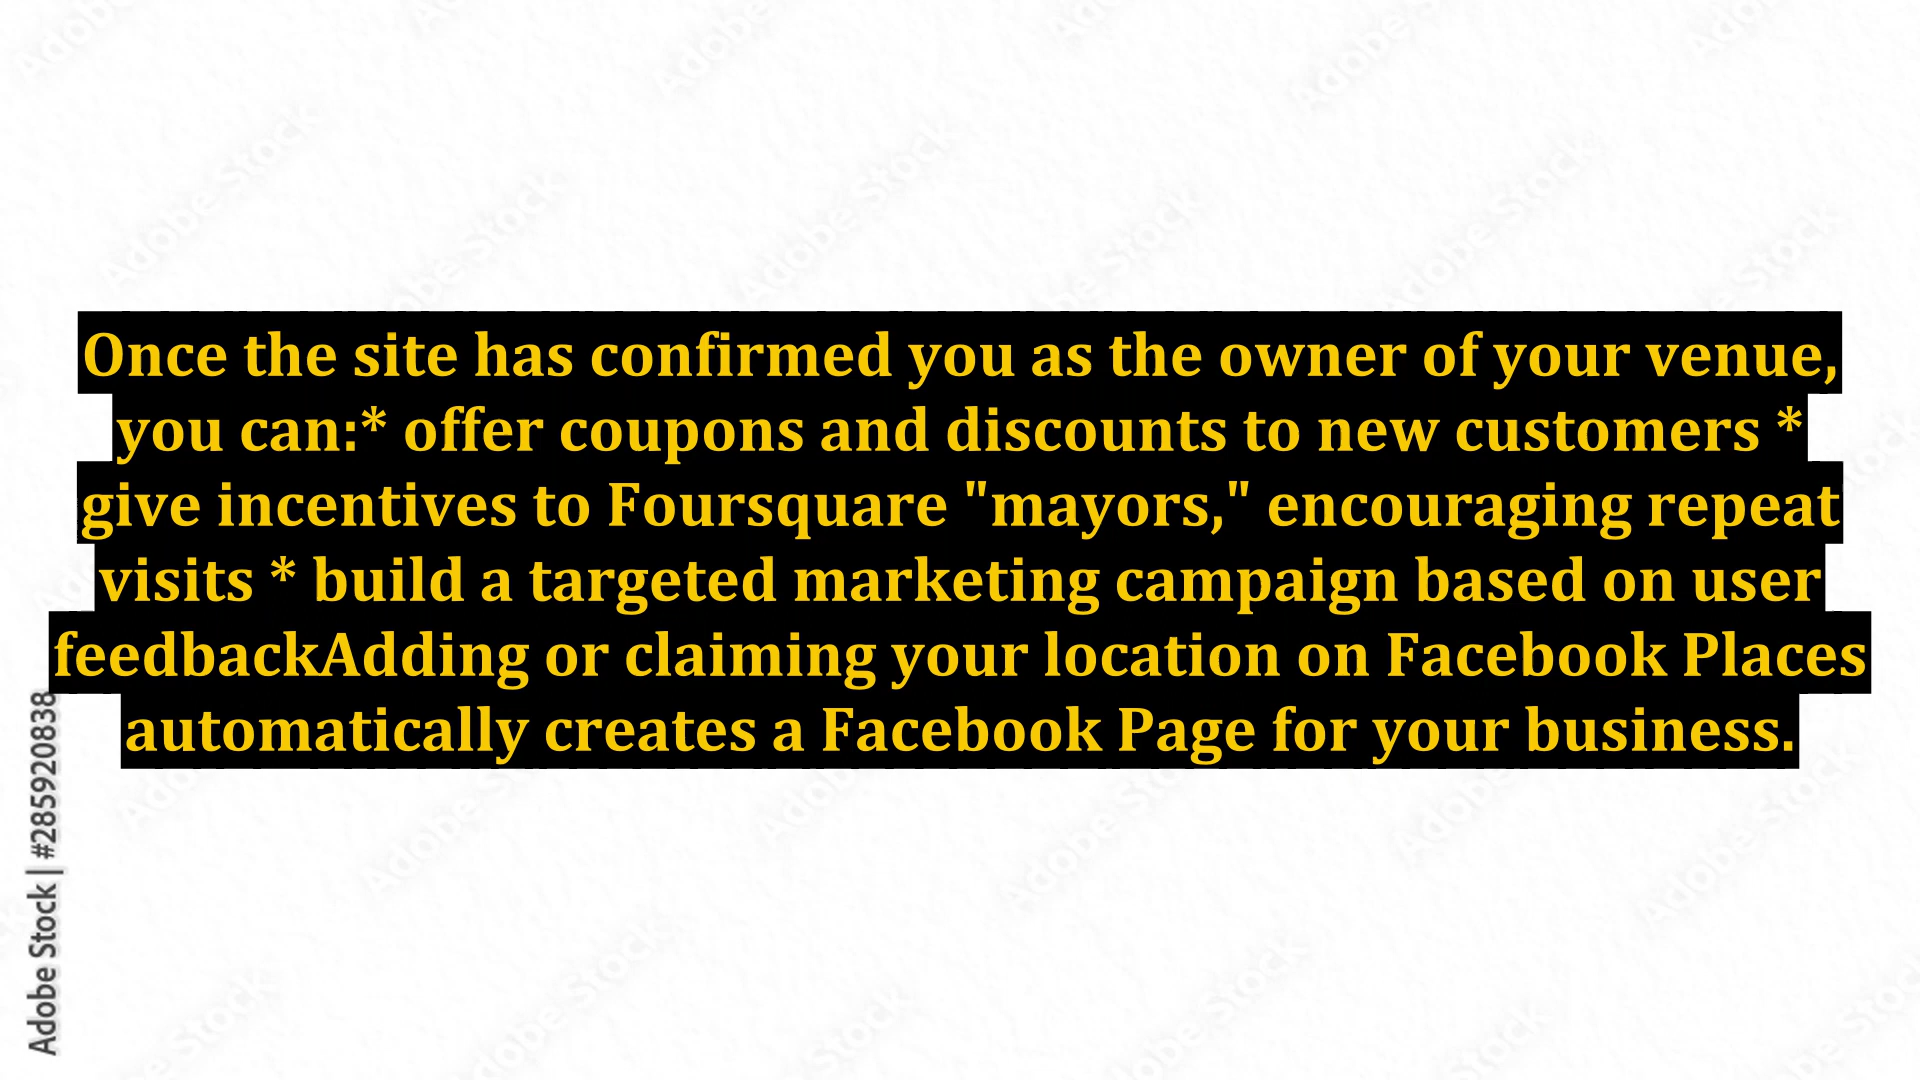 Once the site has confirmed you as the owner of your venue,
you can:* offer coupons and discounts to new customers *
give incentives to Foursquare "mayors," encouraging repeat
visits * build a targeted marketing campaign based on user
feedbackAdding or claiming your location on Facebook Places
automatically creates a Facebook Page for your business.
Adobe Stock | #285920838